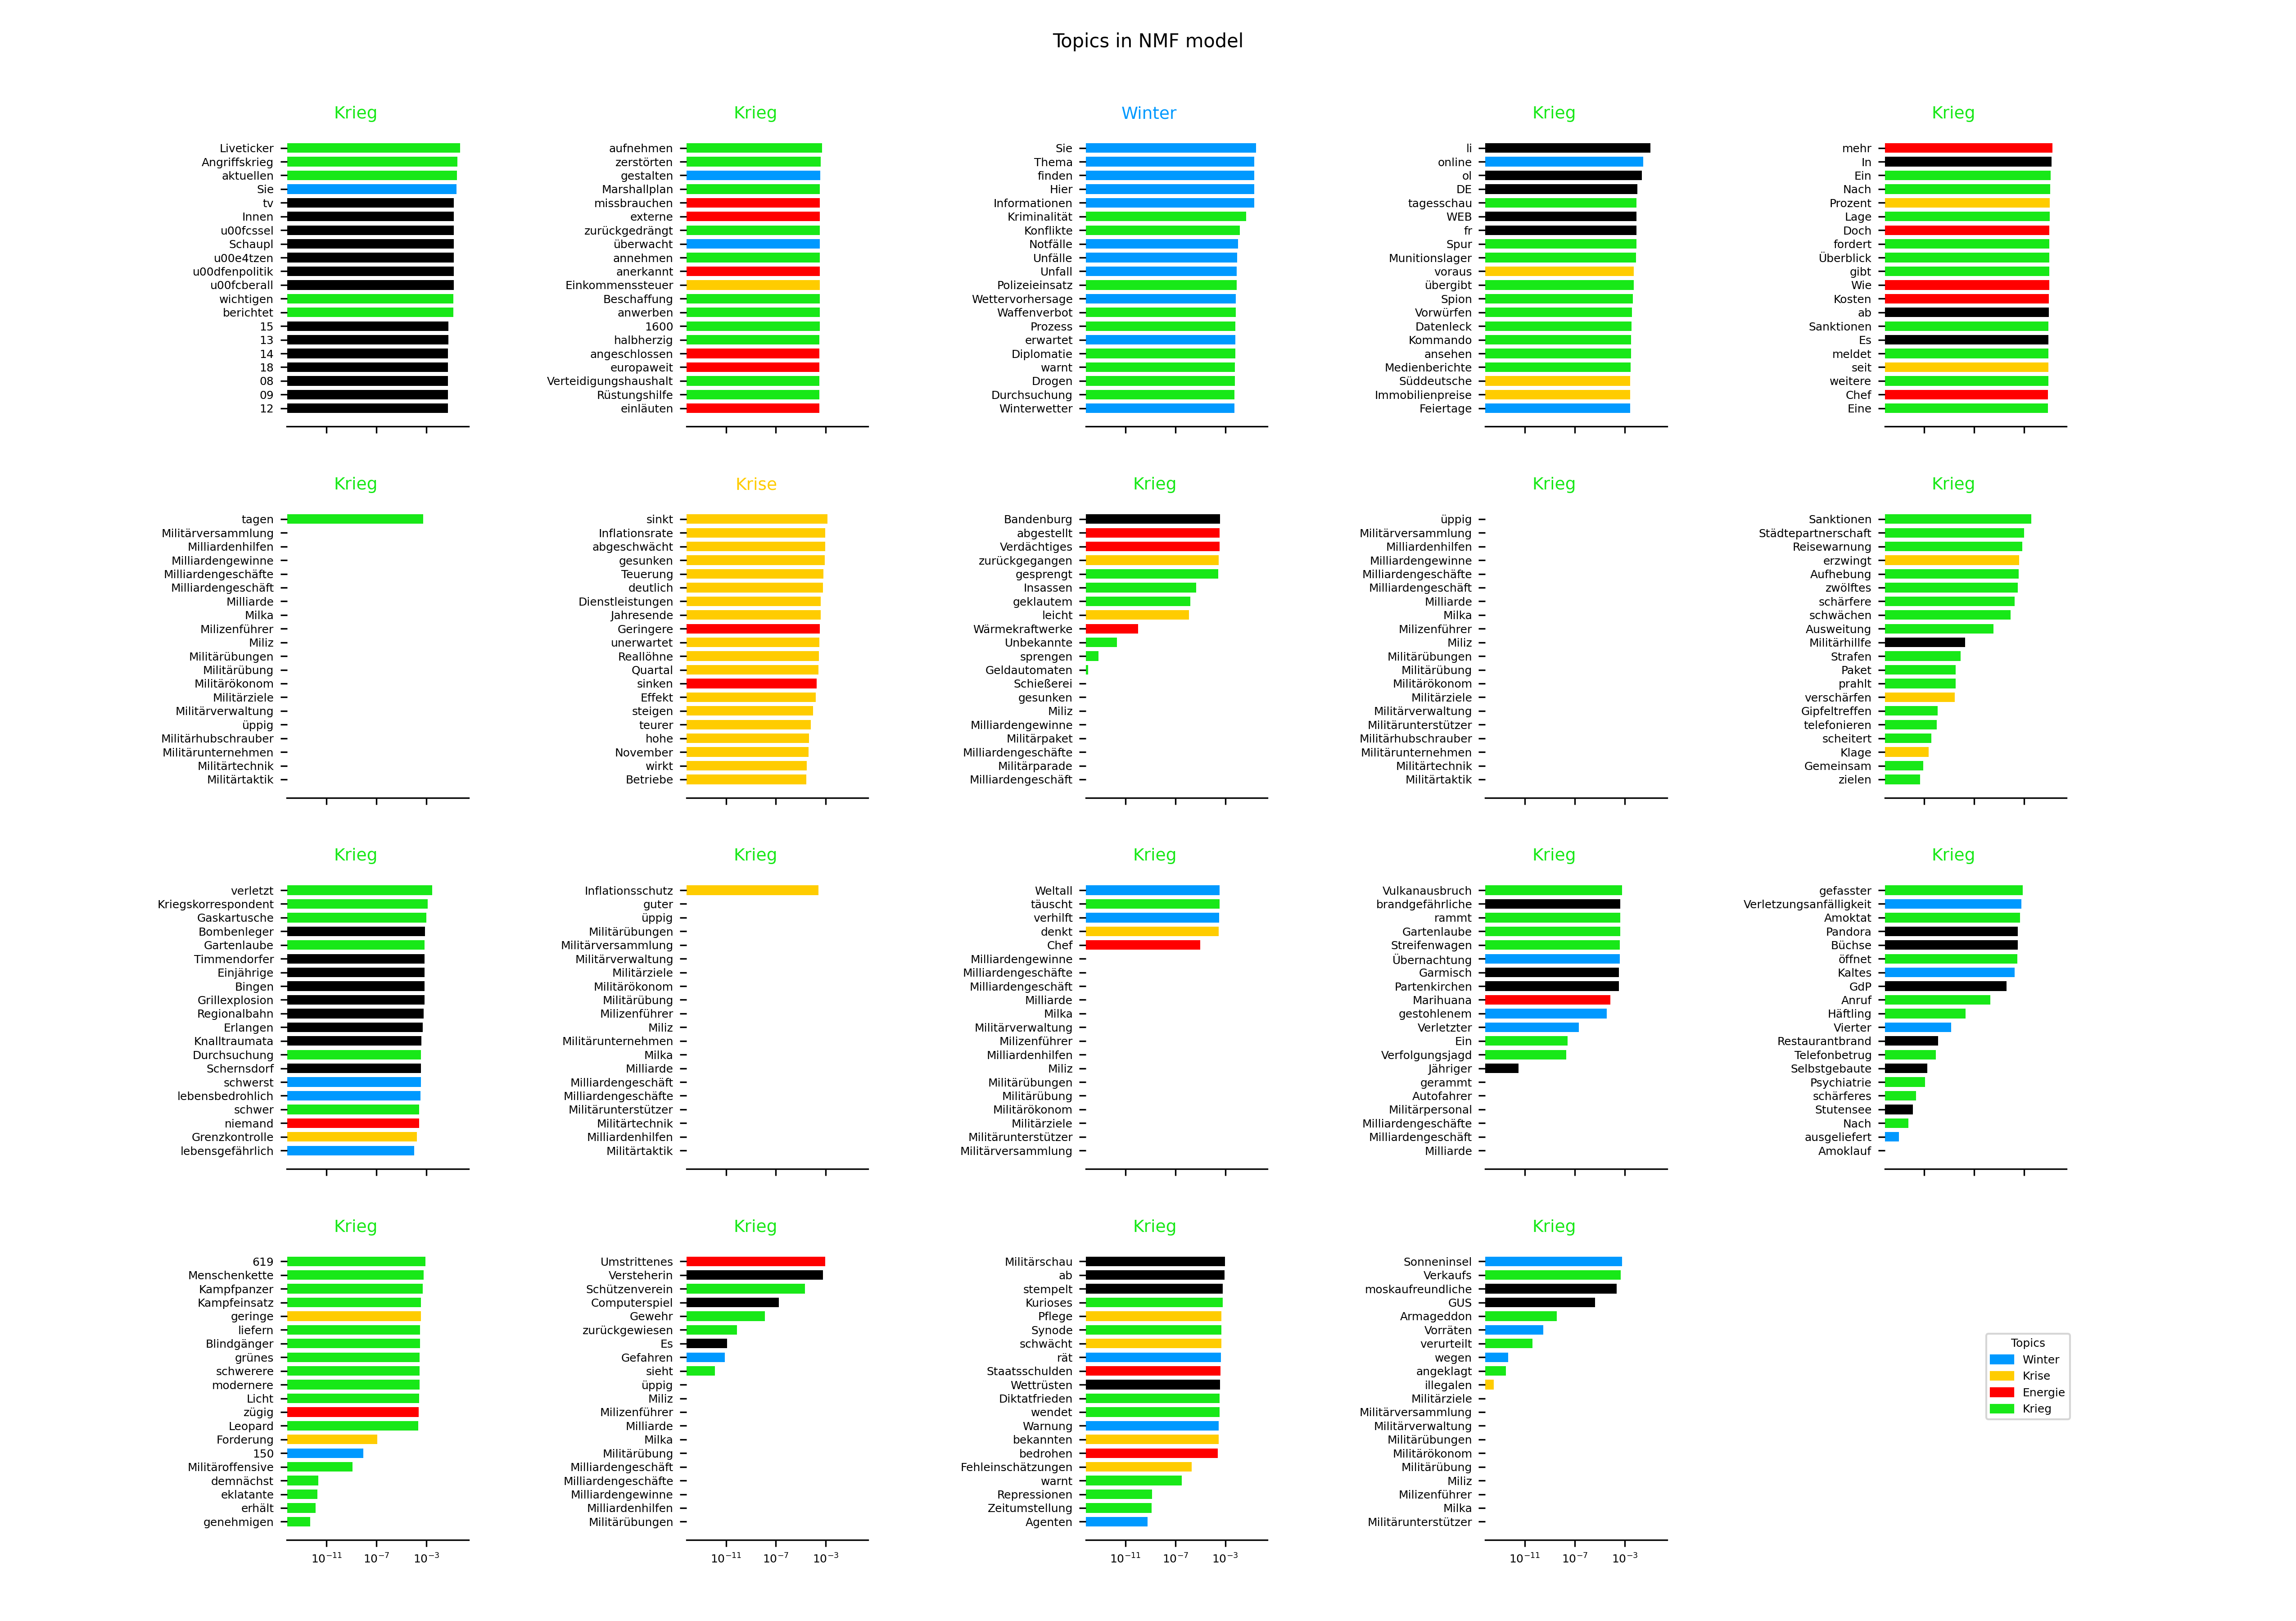 Topics in NMF model
Krieg
Liveticker
Angriffskrieg
aktuellen
Sie
tv
Innen
u00fcssel
Schaupl
u00e4tzen
u00dfenpolitik
u00fcberall
wichtigen
berichtet
15
13
14
18
08
09
12
Krieg
aufnehmen
zerstörten
gestalten
Marshallplan
missbrauchen
externe
zurückgedrängt
überwacht
annehmen
anerkannt
Einkommenssteuer
Beschaffung
anwerben
1600
halbherzig
angeschlossen
europaweit
Verteidigungshaushalt
Rüstungshilfe
einläuten
Winter
Sie
Thema
finden
Hier
Informationen
Kriminalität
Konflikte
Notfälle
Unfälle
Unfall
Polizeieinsatz
Wettervorhersage
Waffenverbot
Prozess
erwartet
Diplomatie
warnt
Drogen
Durchsuchung
Winterwetter
Krieg
li
online
ol
DE
tagesschau
WEB
fr
Spur
Munitionslager
voraus
übergibt
Spion
Vorwürfen
Datenleck
Kommando
ansehen
Medienberichte
Süddeutsche
Immobilienpreise
Feiertage
Krieg
mehr
In
Ein
Nach
Prozent
Lage
Doch
fordert
Überblick
gibt
Wie
Kosten
ab
Sanktionen
Es
meldet
seit
weitere
Chef
Eine
Krieg
tagen
Militärversammlung
Milliardenhilfen
Milliardengewinne
Milliardengeschäfte
Milliardengeschäft
Milliarde
Milka
Milizenführer
Miliz
Militärübungen
Militärübung
Militärökonom
Militärziele
Militärverwaltung
üppig
Militärhubschrauber
Militärunternehmen
Militärtechnik
Militärtaktik
Krise
sinkt
Inflationsrate
abgeschwächt
gesunken
Teuerung
deutlich
Dienstleistungen
Jahresende
Geringere
unerwartet
Reallöhne
Quartal
sinken
Effekt
steigen
teurer
hohe
November
wirkt
Betriebe
Krieg
Bandenburg
abgestellt
Verdächtiges
zurückgegangen
gesprengt
Insassen
geklautem
leicht
Wärmekraftwerke
Unbekannte
sprengen
Geldautomaten
Schießerei
gesunken
Miliz
Milliardengewinne
Militärpaket
Milliardengeschäfte
Militärparade
Milliardengeschäft
Krieg
üppig
Militärversammlung
Milliardenhilfen
Milliardengewinne
Milliardengeschäfte
Milliardengeschäft
Milliarde
Milka
Milizenführer
Miliz
Militärübungen
Militärübung
Militärökonom
Militärziele
Militärverwaltung
Militärunterstützer
Militärhubschrauber
Militärunternehmen
Militärtechnik
Militärtaktik
Krieg
Sanktionen
Städtepartnerschaft
Reisewarnung
erzwingt
Aufhebung
zwölftes
schärfere
schwächen
Ausweitung
Militärhillfe
Strafen
Paket
prahlt
verschärfen
Gipfeltreffen
telefonieren
scheitert
Klage
Gemeinsam
zielen
Krieg
verletzt
Kriegskorrespondent
Gaskartusche
Bombenleger
Gartenlaube
Timmendorfer
Einjährige
Bingen
Grillexplosion
Regionalbahn
Erlangen
Knalltraumata
Durchsuchung
Schernsdorf
schwerst
lebensbedrohlich
schwer
niemand
Grenzkontrolle
lebensgefährlich
Krieg
Inflationsschutz
guter
üppig
Militärübungen
Militärversammlung
Militärverwaltung
Militärziele
Militärökonom
Militärübung
Milizenführer
Miliz
Militärunternehmen
Milka
Milliarde
Milliardengeschäft
Milliardengeschäfte
Militärunterstützer
Militärtechnik
Milliardenhilfen
Militärtaktik
Krieg
Weltall
täuscht
verhilft
denkt
Chef
Milliardengewinne
Milliardengeschäfte
Milliardengeschäft
Milliarde
Milka
Militärverwaltung
Milizenführer
Milliardenhilfen
Miliz
Militärübungen
Militärübung
Militärökonom
Militärziele
Militärunterstützer
Militärversammlung
Krieg
Vulkanausbruch
brandgefährliche
rammt
Gartenlaube
Streifenwagen
Übernachtung
Garmisch
Partenkirchen
Marihuana
gestohlenem
Verletzter
Ein
Verfolgungsjagd
Jähriger
gerammt
Autofahrer
Militärpersonal
Milliardengeschäfte
Milliardengeschäft
Milliarde
Krieg
gefasster
Verletzungsanfälligkeit
Amoktat
Pandora
Büchse
öffnet
Kaltes
GdP
Anruf
Häftling
Vierter
Restaurantbrand
Telefonbetrug
Selbstgebaute
Psychiatrie
schärferes
Stutensee
Nach
ausgeliefert
Amoklauf
Krieg
619
Menschenkette
Kampfpanzer
Kampfeinsatz
geringe
liefern
Blindgänger
grünes
schwerere
modernere
Licht
zügig
Leopard
Forderung
150
Militäroffensive
demnächst
eklatante
erhält
genehmigen
10⁻¹¹ 10⁻⁷ 10⁻³
Krieg
Umstrittenes
Versteherin
Schützenverein
Computerspiel
Gewehr
zurückgewiesen
Es
Gefahren
sieht
üppig
Miliz
Milizenführer
Milliarde
Milka
Militärübung
Milliardengeschäft
Milliardengeschäfte
Milliardengewinne
Milliardenhilfen
Militärübungen
10⁻¹¹ 10⁻⁷ 10⁻³
Krieg
Militärschau
ab
stempelt
Kurioses
Pflege
Synode
schwächt
rät
Staatsschulden
Wettrüsten
Diktatfrieden
wendet
Warnung
bekannten
bedrohen
Fehleinschätzungen
warnt
Repressionen
Zeitumstellung
Agenten
10⁻¹¹ 10⁻⁷ 10⁻³
Krieg
Sonneninsel
Verkaufs
moskaufreundliche
GUS
Armageddon
Vorräten
verurteilt
wegen
angeklagt
illegalen
Militärziele
Militärversammlung
Militärverwaltung
Militärübungen
Militärökonom
Militärübung
Miliz
Milizenführer
Milka
Militärunterstützer
10⁻¹¹ 10⁻⁷ 10⁻³
Topics
Winter
Krise
Energie
Krieg